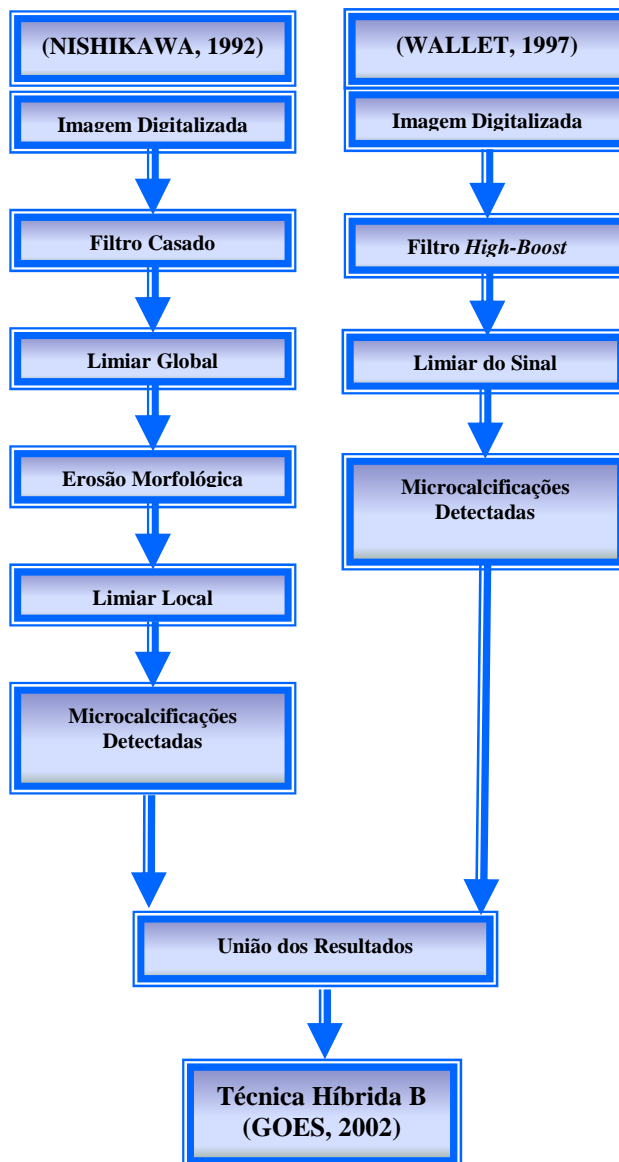 (NISHIKAWA, 1992)
Imagem Digitalizada
Filtro Casado
Limiar Global
Erosão Morfológica
Limiar Local
Microcalcificações
Detectadas
(WALLET, 1997)
Imagem Digitalizada
Filtro High-Boost
Limiar do Sinal
Microcalcificações
Detectadas
União dos Resultados
Técnica Híbrida B
(GOES, 2002)